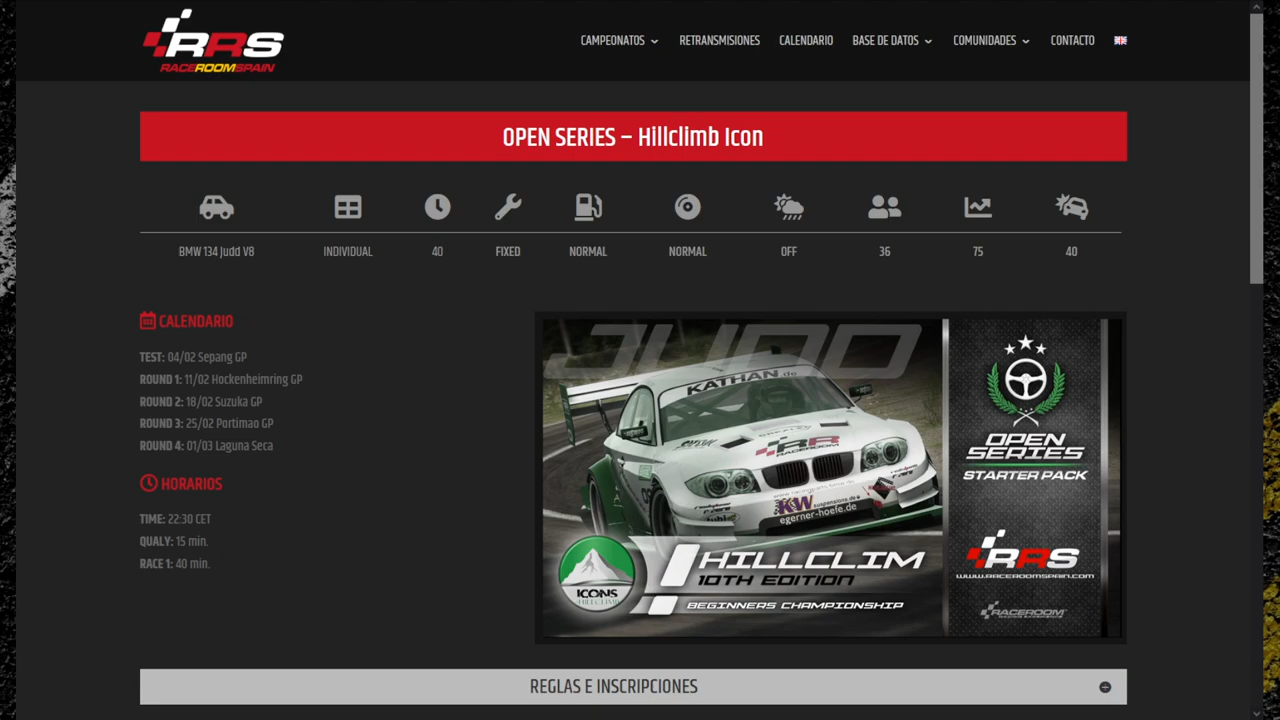 RRS
RACEROOMSPAIN
CAMPEONATOS
RETRANSMISIONES
CALENDARIO
BASE DE DATOS
COMUNIDADES
CONTACTO
OPEN SERIES – Hillclimb Icon
BMW 134 Judd V8
INDIVIDUAL
40
FIXED
NORMAL
NORMAL
OFF
36
75
40
CALENDARIO
TEST: 04/02 Sepang GP
ROUND 1: 11/02 Hockenheimring GP
ROUND 2: 18/02 Suzuka GP
ROUND 3: 25/02 Portimao GP
ROUND 4: 01/03 Laguna Seca
HORARIOS
TIME: 22:30 CET
QUALY: 15 min.
RACE 1: 40 min.
JUDD
KATHAN.de
RACEROOM
KW suspensions.de
egerner-hoefe.de
ICONS
HILLCLIMB
HILLCLIM
10TH EDITION
BEGINNERS CHAMPIONSHIP
OPEN
SERIES
STARTER PACK
RRS
WWW.RACEROOMSPAIN.COM
RACEROOM
REGLAS E INSCRIPCIONES